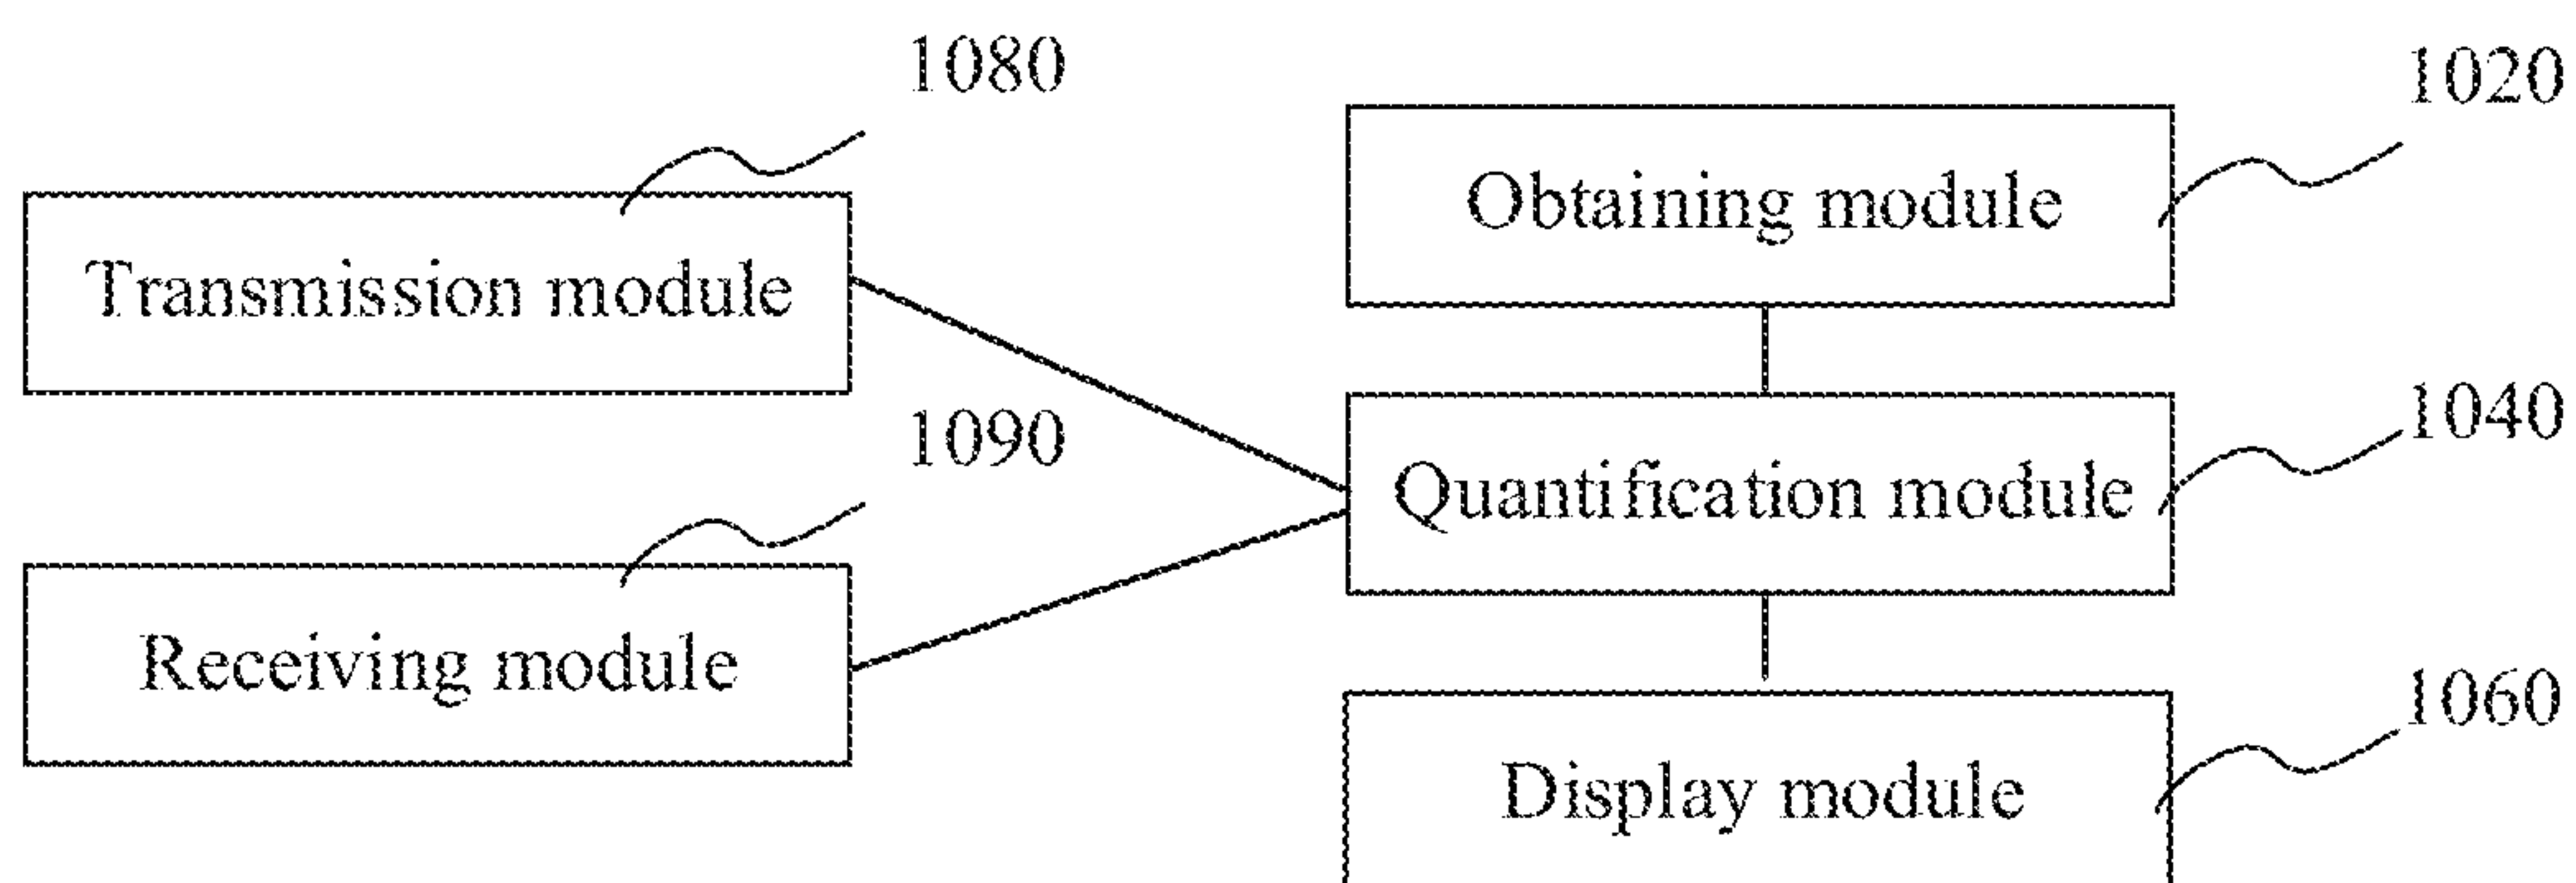 1080
Transmission module
1090
Receiving module
1020
Obtaining module
1040
Quantification module
1060
Display module